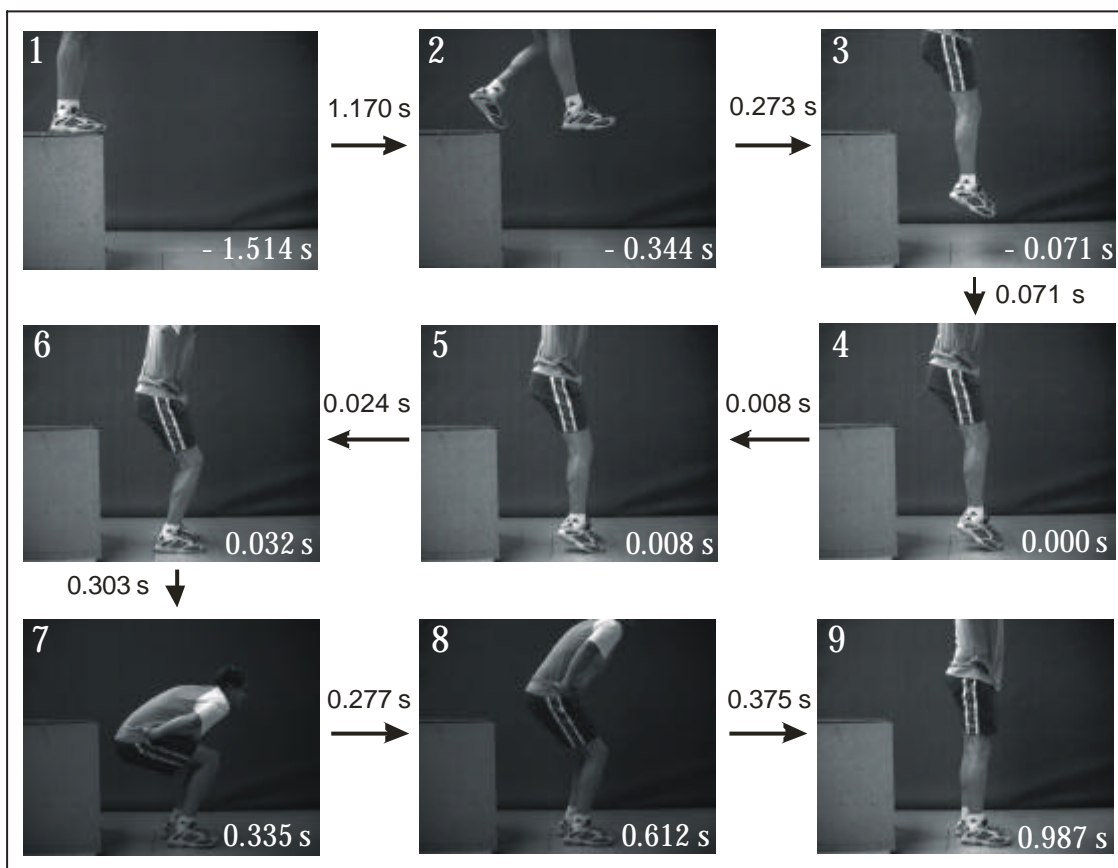 1
1.170 s
2
0.273 s
3
- 1.514 s
- 0.344 s
- 0.071 s
0.071 s
6
0.024 s
5
0.008 s
4
0.032 s
0.008 s
0.000 s
0.303 s
7
0.277 s
8
0.375 s
9
0.335 s
0.612 s
0.987 s